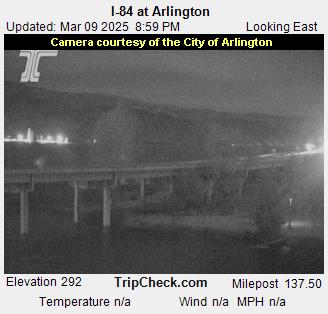 I-84 at Arlington
Updated: Mar 09 2025 8:59 PM Looking East
Camera courtesy of the City of Arlington
Elevation 292 TripCheck.com Milepost 137.50
Temperature n/a Wind n/a MPH n/a